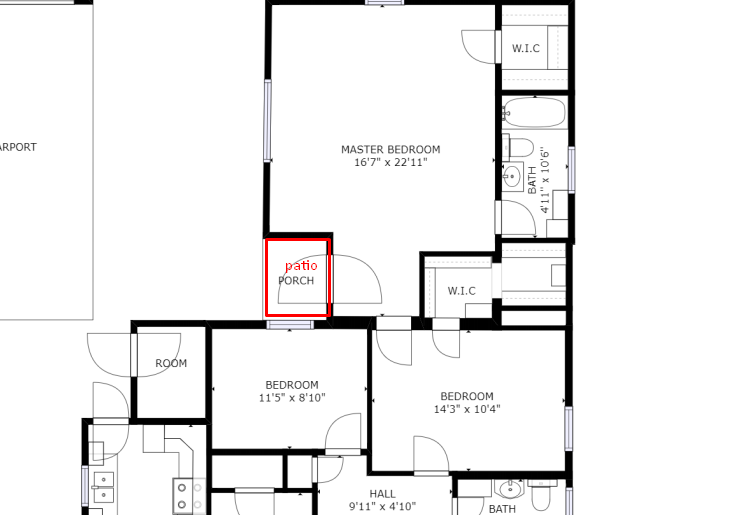 W.I.C
ARPORT
MASTER BEDROOM
16'7" x 22'11"
BATH
4'11" x 10'6"
patio
PORCH
W.I.C
ROOM
BEDROOM
11'5" x 8'10"
BEDROOM
14'3" x 10'4"
HALL
9'11" x 4'10"
BATH